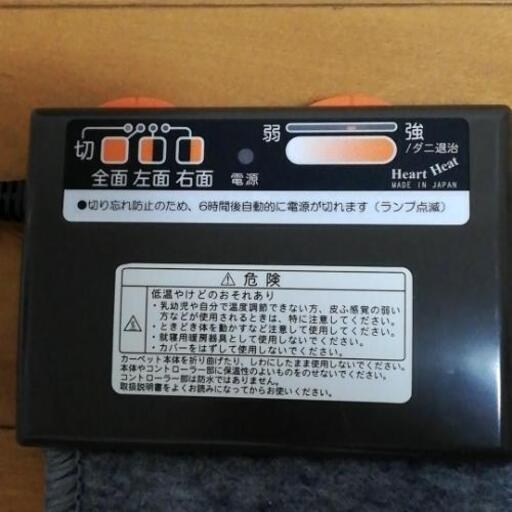 切 全面 左面 右面 電源 弱 強
/ダニ退治
Heart Heat
MADE IN JAPAN
●切り忘れ防止のため、6時間後自動的に電源が切れます(ランプ点滅)
⚠危険
低温やけどのおそれあり
・乳幼児や自分で温度調節できない方、皮ふ感覚の弱い
方などが使用されるときは、特に注意してください。
・ときどき体を動かすなど注意して使用してください。
・就寝用暖房器具として使用しないでください。
・カバーをはずして使用しないでください。
カーペット本体を折り曲げたり、しわにしたまま使用しないでください。
本体やコントローラー部に保温性のよいものをのせないでください。
コントローラー部は防水ではありません。
取扱説明書をよくお読みになってからお使いください。